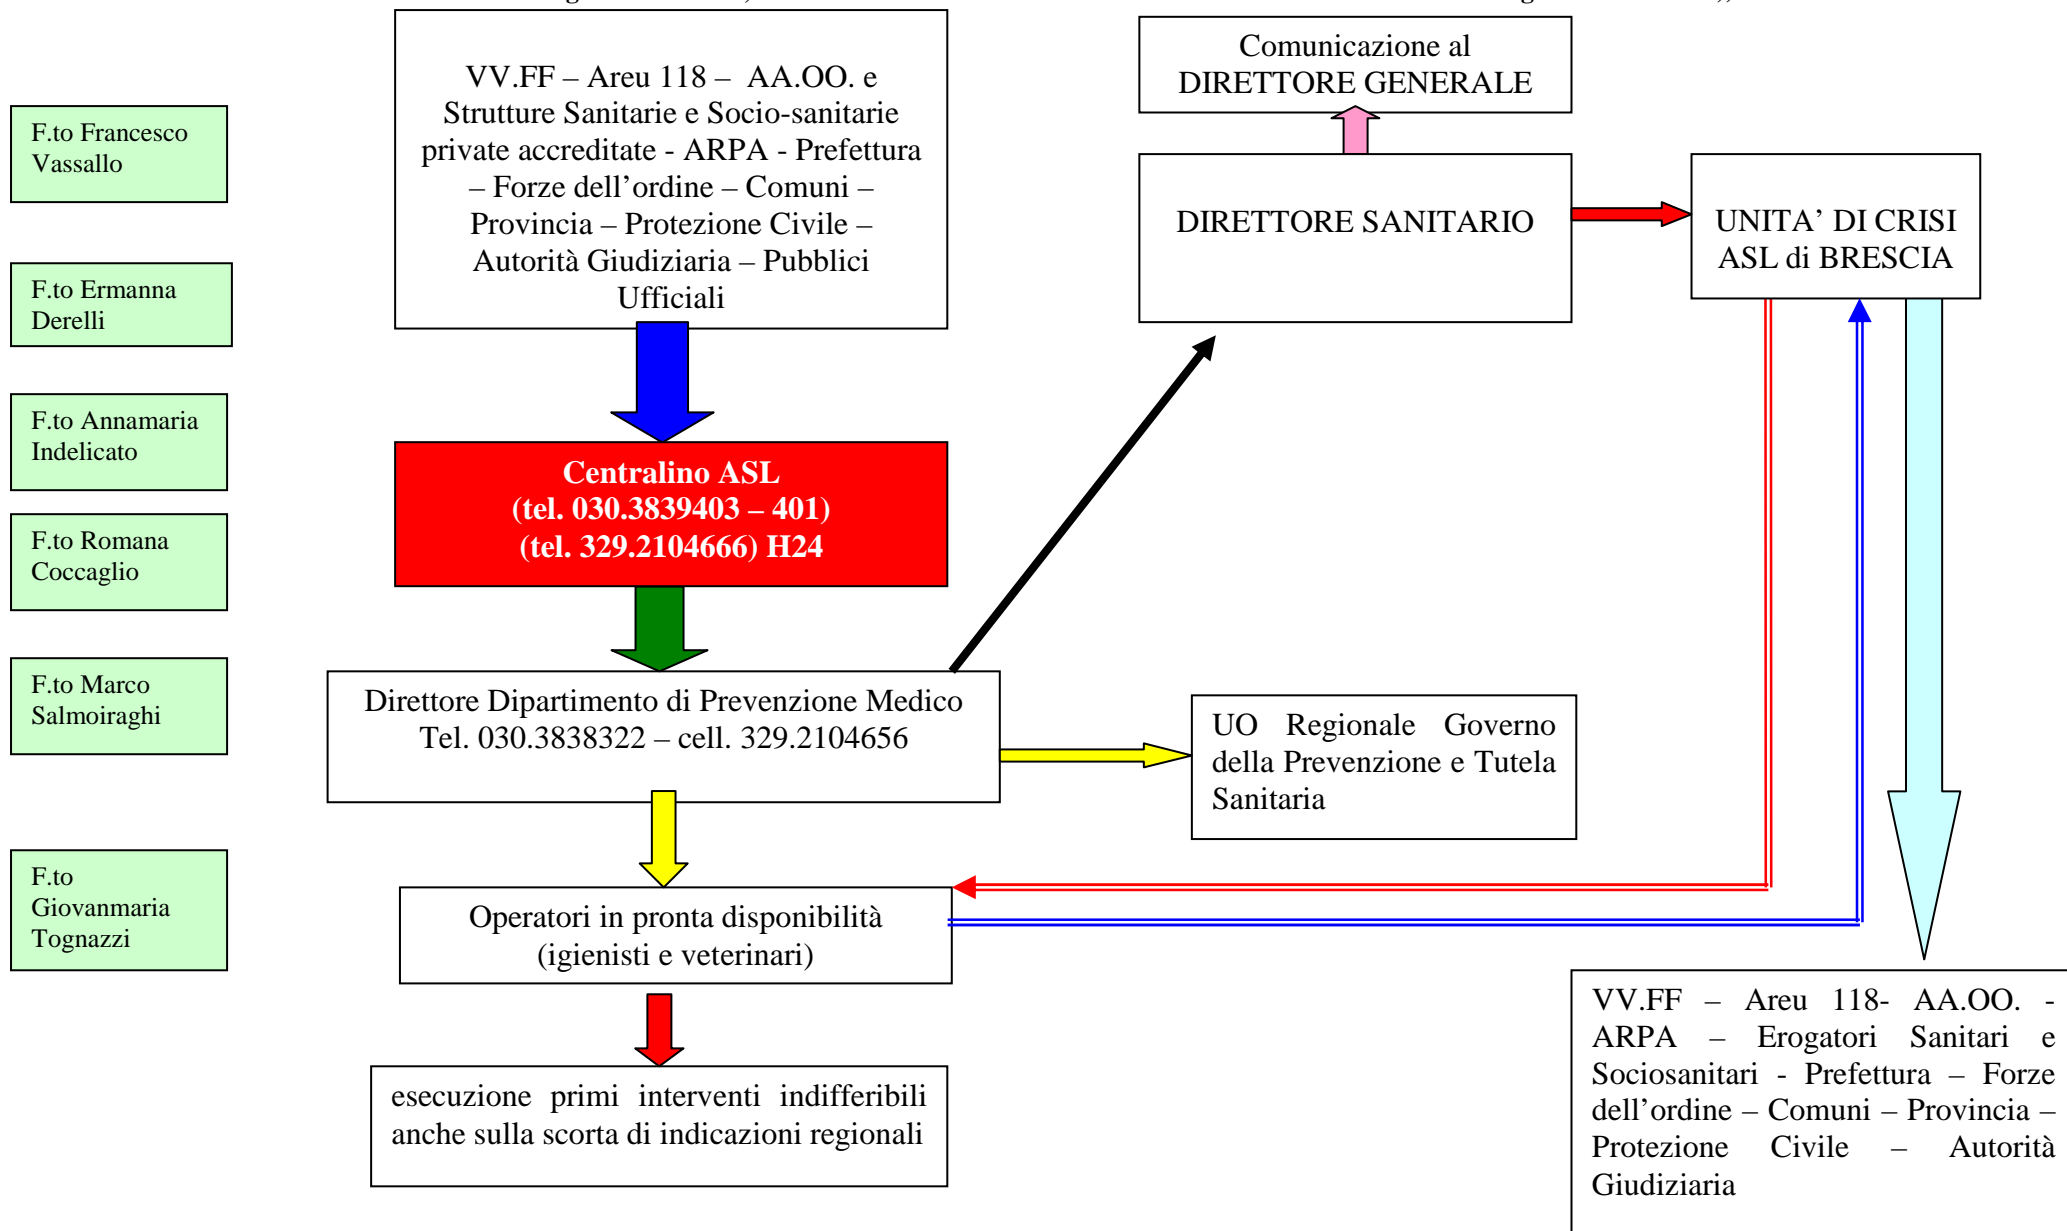 F.to Francesco
Vassallo
F.to Ermanna
Derelli
F.to Annamaria
Indelicato
F.to Romana
Coccaglio
F.to Marco
Salmoiraghi
F.to
Giovanmaria
Tognazzi
VV.FF – Areu 118 – AA.OO. e
Strutture Sanitarie e Socio-sanitarie
private accreditate - ARPA - Prefettura
– Forze dell’ordine – Comuni –
Provincia – Protezione Civile –
Autorità Giudiziaria – Pubblici
Ufficiali
Centralino ASL
(tel. 030.3839403 – 401)
(tel. 329.2104666) H24
Direttore Dipartimento di Prevenzione Medico
Tel. 030.3838322 – cell. 329.2104656
Operatori in pronta disponibilità
(igienisti e veterinari)
esecuzione primi interventi indifferibili
anche sulla scorta di indicazioni regionali
Comunicazione al
DIRETTORE GENERALE
DIRETTORE SANITARIO
UNITA’ DI CRISI
ASL di BRESCIA
UO Regionale Governo
della Prevenzione e Tutela
Sanitaria
VV.FF – Areu 118- AA.OO. -
ARPA – Erogatori Sanitari e
Sociosanitari - Prefettura – Forze
dell’ordine – Comuni – Provincia –
Protezione Civile – Autorità
Giudiziaria